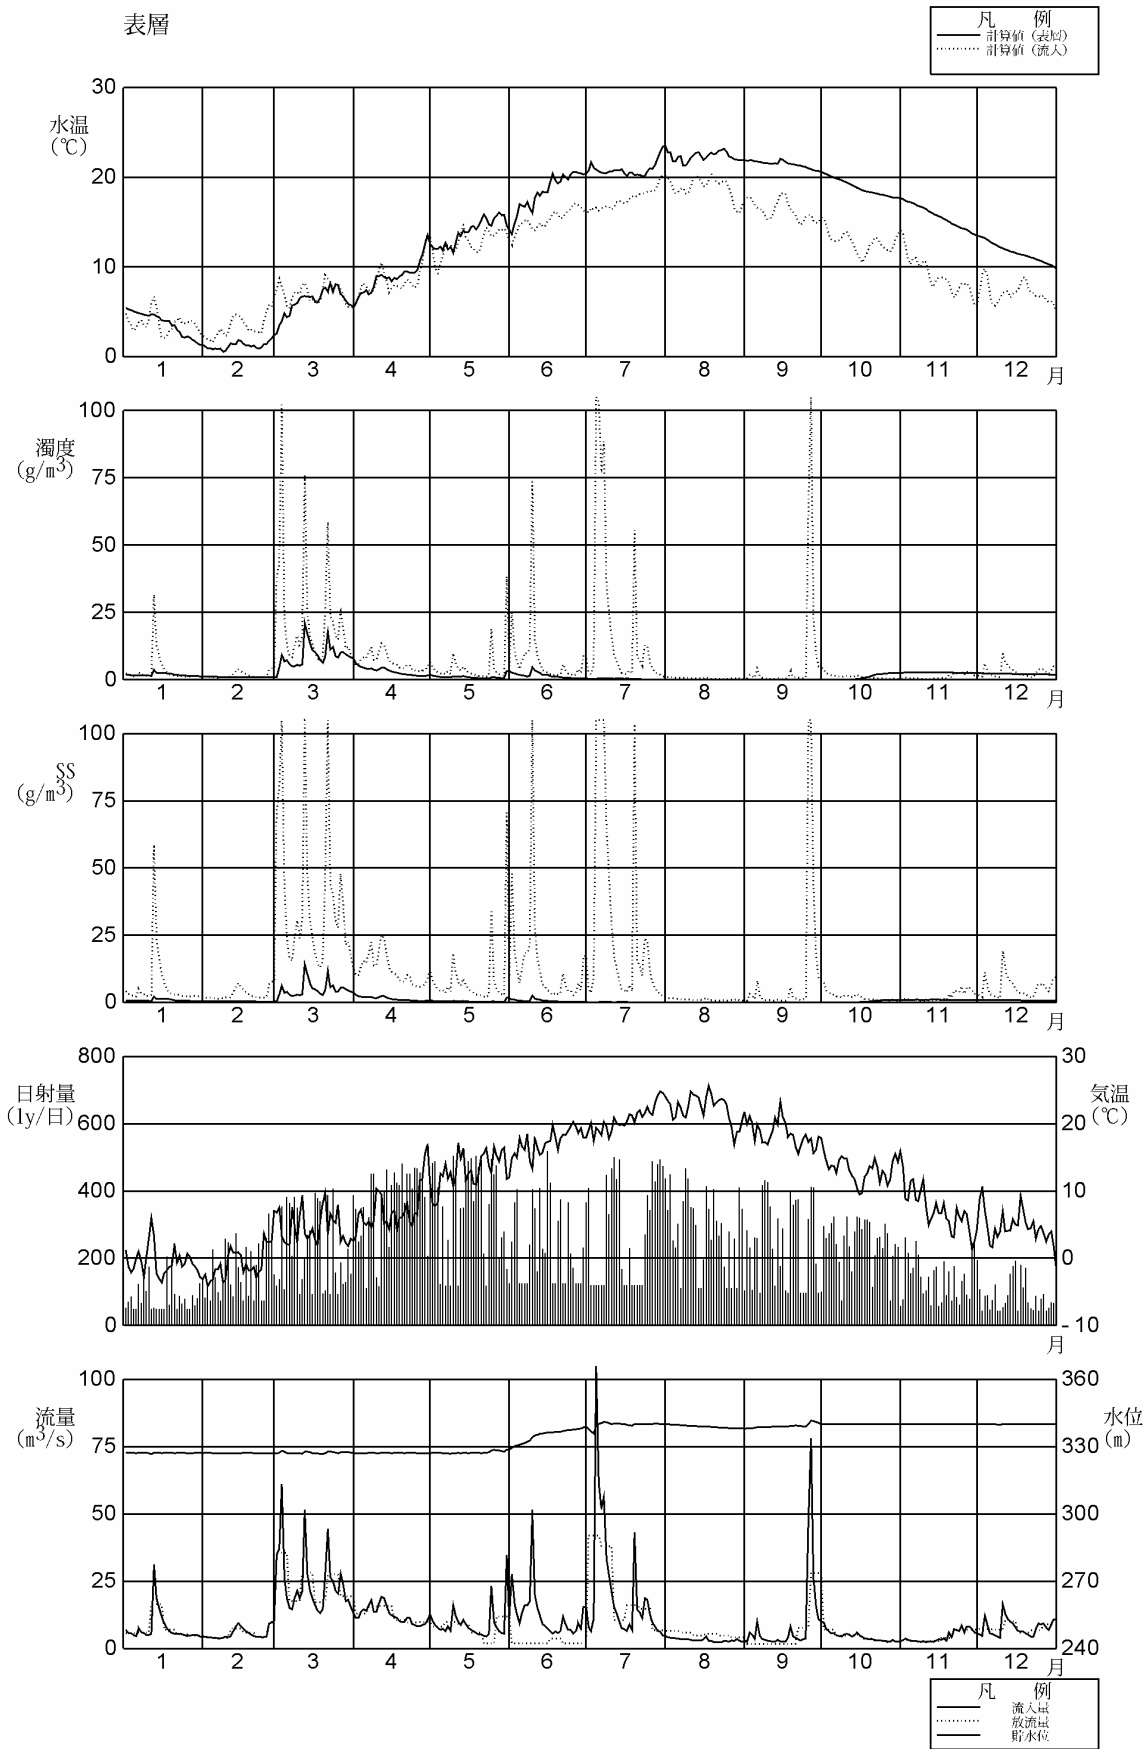 表層
凡 例
計算値 (表層)
計算値 (流入)
水温
(℃)
30
20
10
0
1 2 3 4 5 6 7 8 9 10 11 12 月
濁度
(g/m3)
100
75
50
25
0
1 2 3 4 5 6 7 8 9 10 11 12 月
SS
(g/m3)
100
75
50
25
0
1 2 3 4 5 6 7 8 9 10 11 12 月
日射量
(ly/日)
800
600
400
200
0
気温
(℃)
30
20
10
0
-10
月
流量
(m3/s)
100
75
50
25
0
水位
(m)
360
330
300
270
240
1 2 3 4 5 6 7 8 9 10 11 12 月
凡 例
流入量
放流量
貯水位